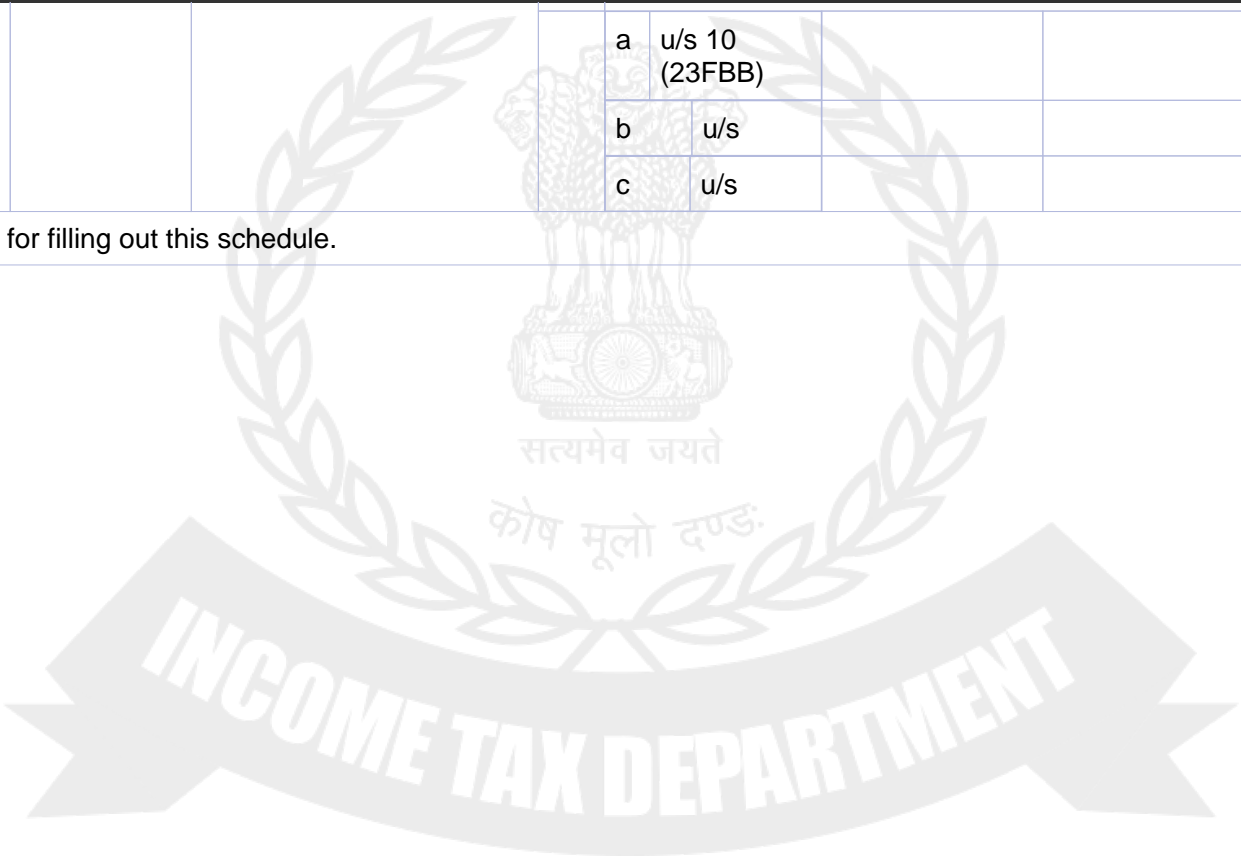 a u/s 10
(23FBB)
b u/s
c u/s
for filling out this schedule.
सत्यमेव जयते
कोष मूलो दण्डः
INCOME TAX DEPARTMENT